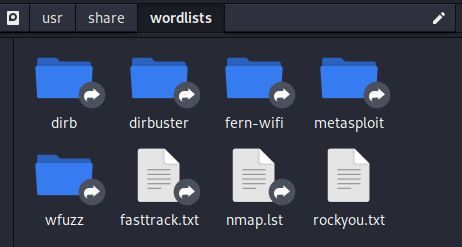 usr share wordlists
dirb dirbuster fern-wifi metasploit
wfuzz fasttrack.txt nmap.lst rockyou.txt